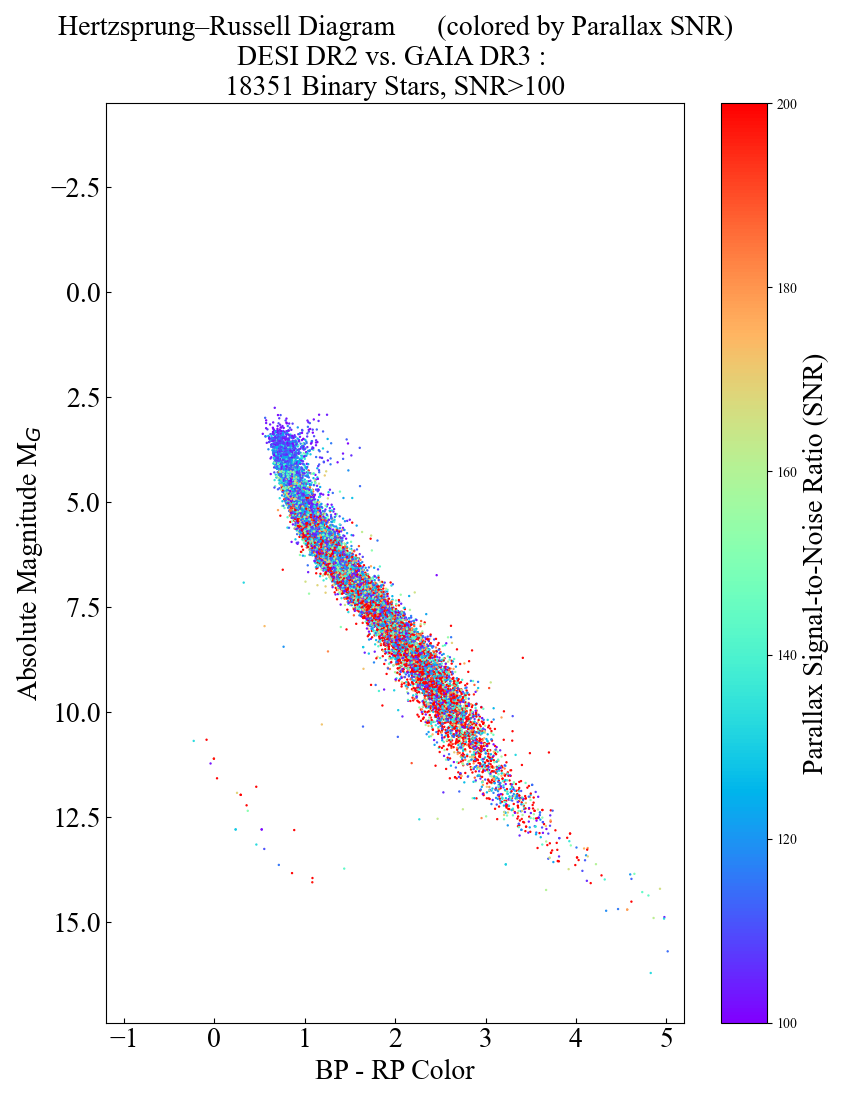 Hertzsprung–Russell Diagram (colored by Parallax SNR)
DESI DR2 vs. GAIA DR3 :
18351 Binary Stars, SNR>100
−2.5
0.0
2.5
5.0
7.5
10.0
12.5
15.0
Absolute Magnitude M_G
−1 0 1 2 3 4 5
BP - RP Color
200
180
160
140
120
100
Parallax Signal-to-Noise Ratio (SNR)